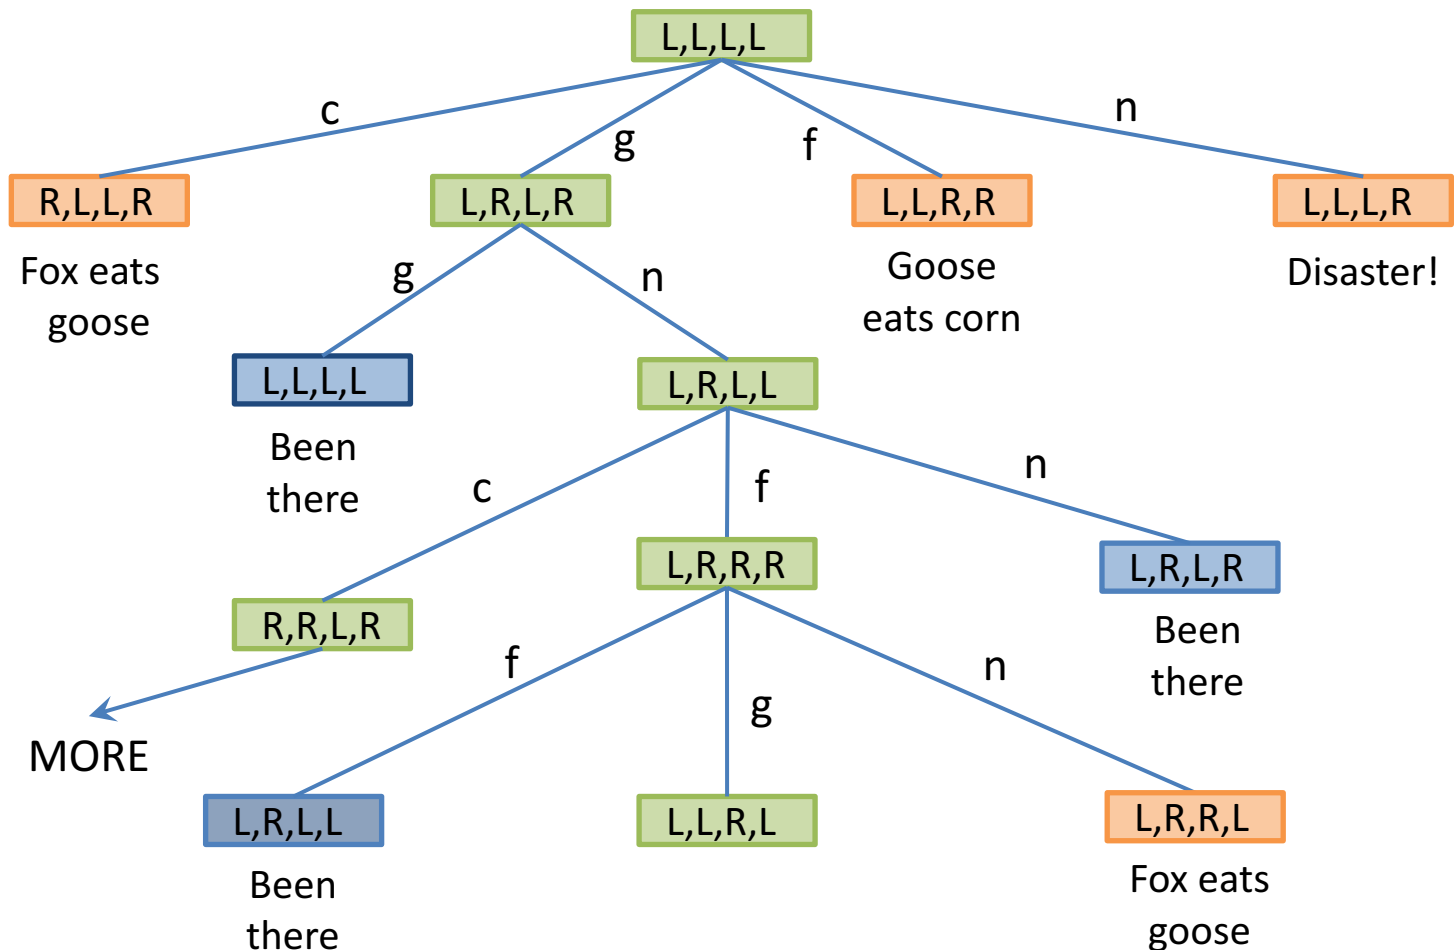 L,L,L,L
c
g
f
n
R,L,L,R
L,R,L,R
L,L,R,R
L,L,L,R
Fox eats
goose
Goose
eats corn
Disaster!
g
n
L,L,L,L
Been
there
L,R,L,L
c
f
n
R,R,L,R
L,R,R,R
L,R,L,R
Been
there
MORE
f
g
n
L,R,L,L
Been
there
L,L,R,L
L,R,R,L
Fox eats
goose